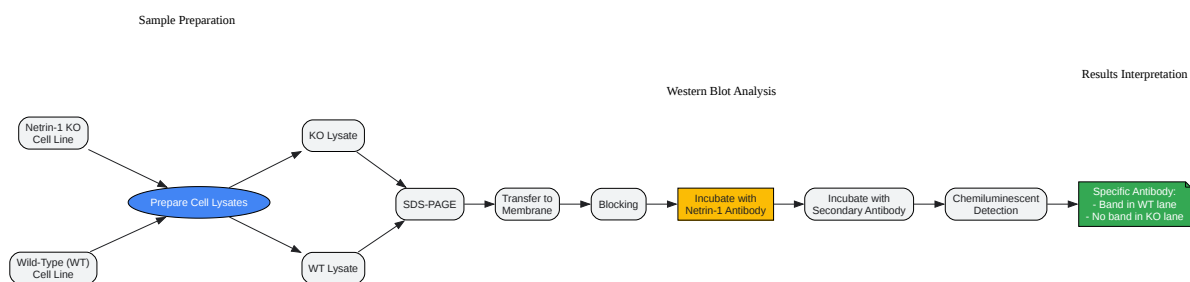 Sample Preparation
Western Blot Analysis
Results Interpretation
Netrin-1 KO
Cell Line
Wild-Type (WT)
Cell Line
Prepare Cell Lysates
KO Lysate
WT Lysate
SDS-PAGE
Transfer to
Membrane
Blocking
Incubate with
Netrin-1 Antibody
Incubate with
Secondary Antibody
Chemiluminescent
Detection
Specific Antibody:
- Band in WT lane
- No band in KO lane